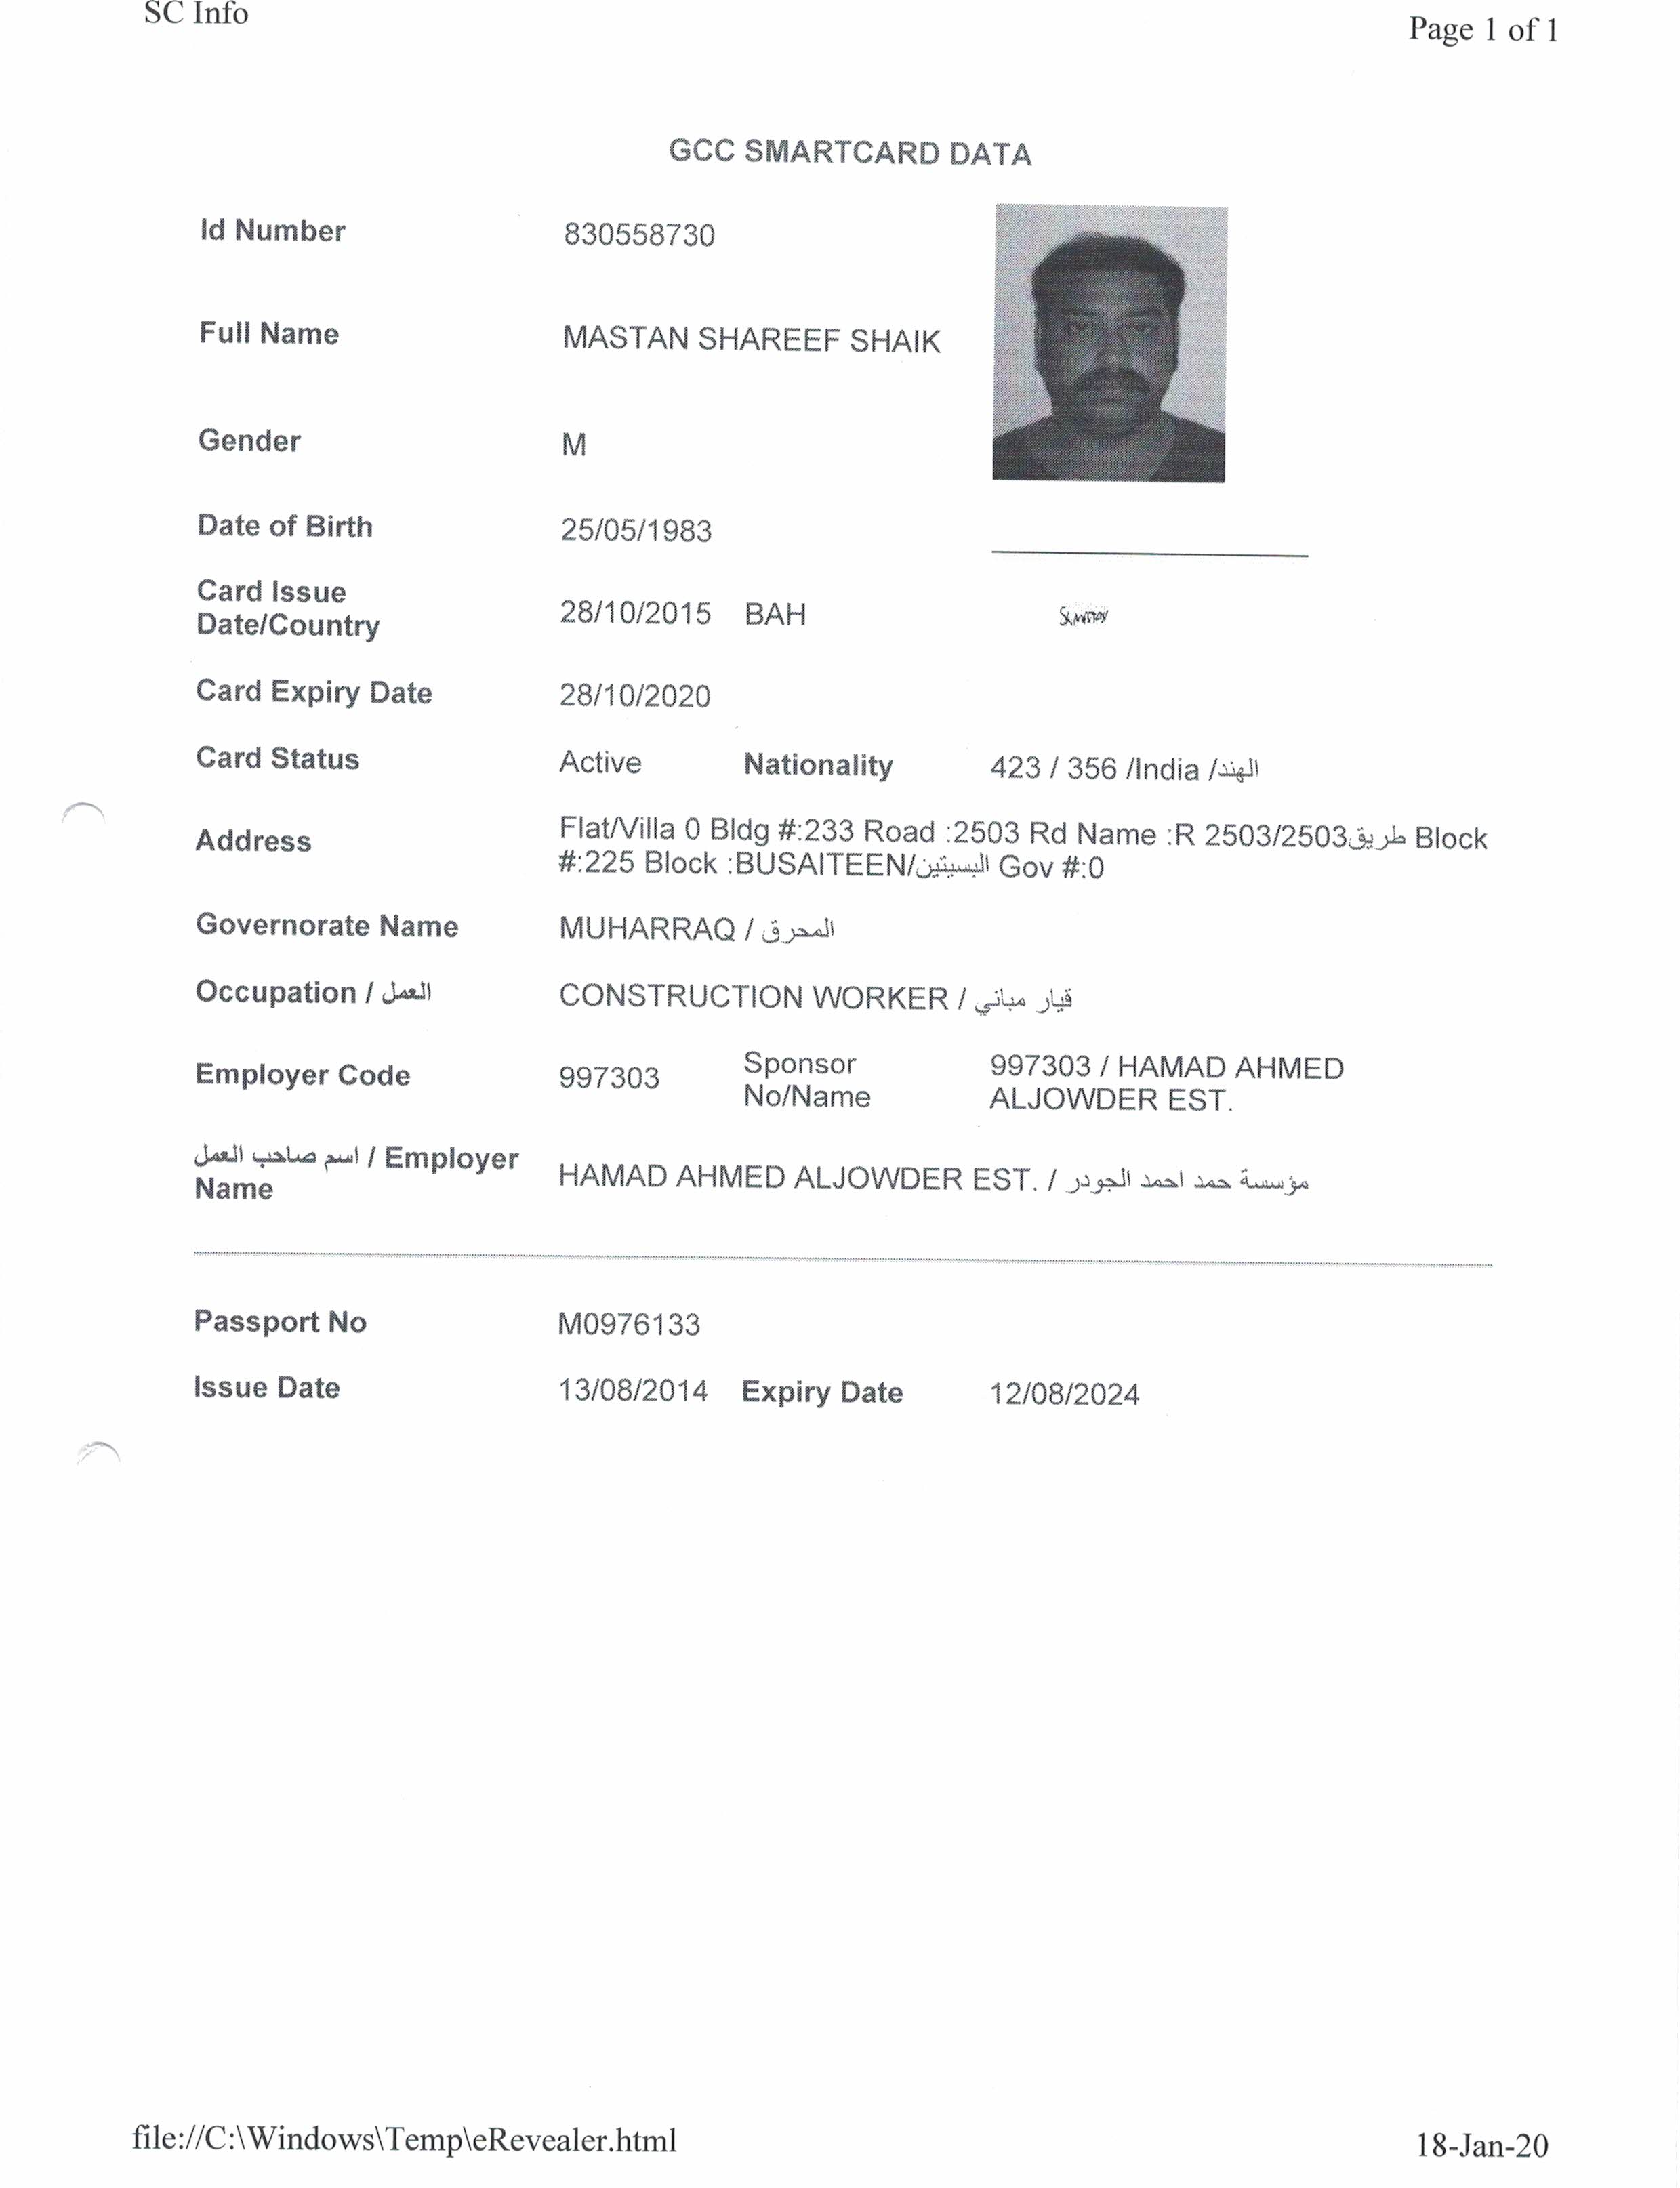 SC Info
Page 1 of 1
GCC SMARTCARD DATA
Id Number 830558730
Full Name MASTAN SHAREEF SHAIK
Gender M
Date of Birth 25/05/1983
Card Issue
Date/Country 28/10/2015 BAH
Card Expiry Date 28/10/2020
Card Status Active Nationality 423 / 356 /India /الهند
Address Flat/Villa 0 Bldg #:233 Road :2503 Rd Name :R 2503/2503طريق Block
#:225 Block :BUSAITEEN/البسيتين Gov #:0
Governorate Name MUHARRAQ / المحرق
Occupation / العمل CONSTRUCTION WORKER / قيار مباني
Employer Code 997303 Sponsor No/Name 997303 / HAMAD AHMED
ALJOWDER EST.
اسم صاحب العمل / Employer
Name HAMAD AHMED ALJOWDER EST. / مؤسسة حمد احمد الجودر
Passport No M0976133
Issue Date 13/08/2014 Expiry Date 12/08/2024
file://C:\Windows\Temp\eRevealer.html
18-Jan-20